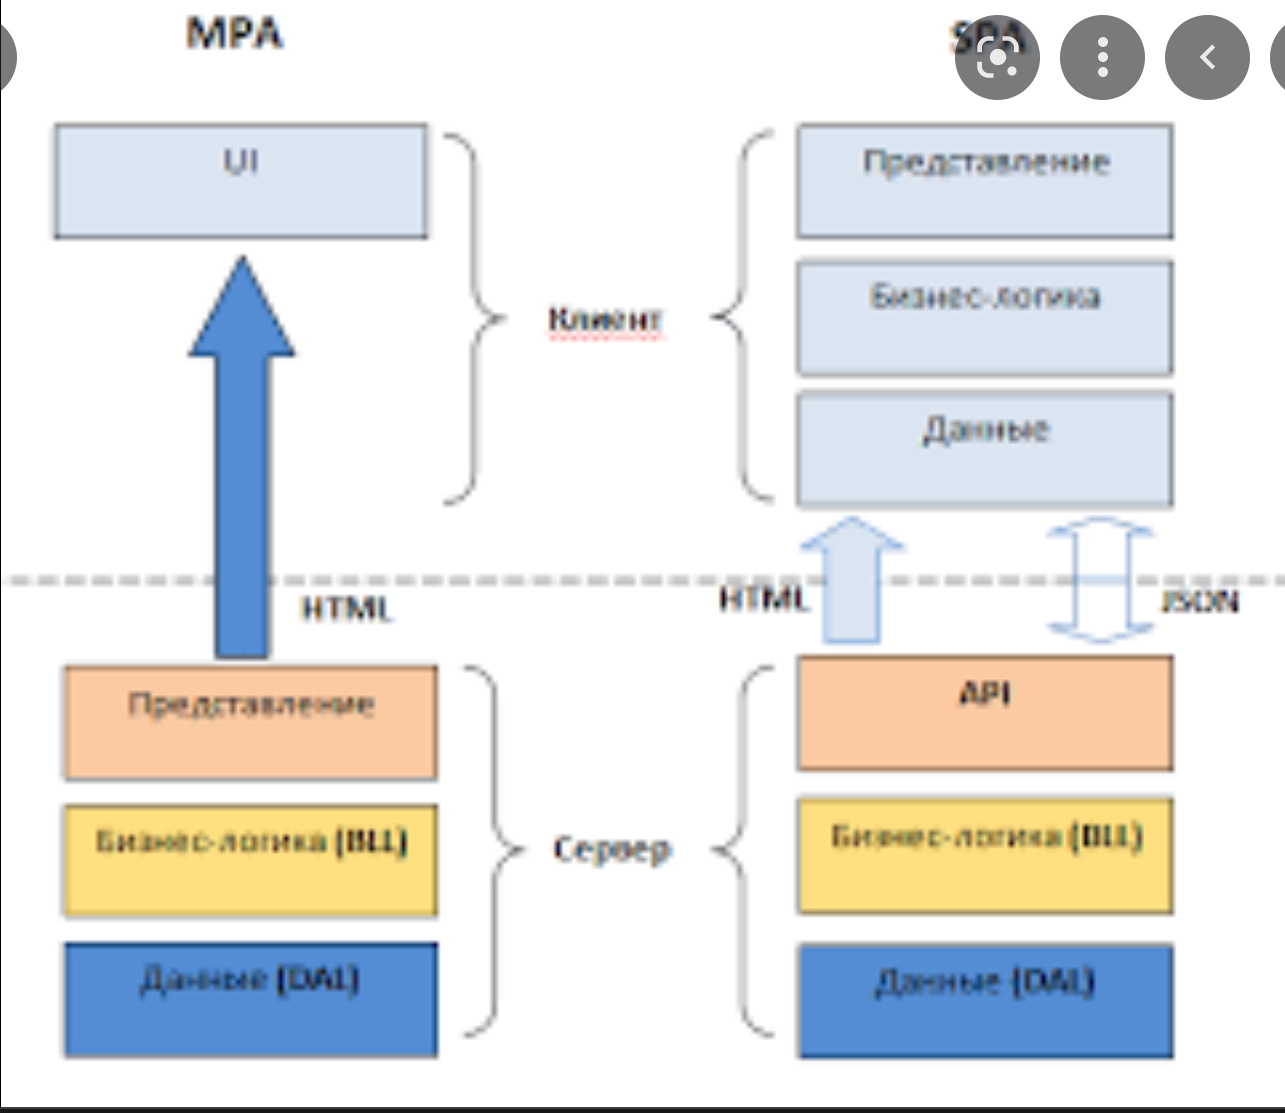 MPA
SPA
UI
Представление
Бизнес-логика
Клиент
Данные
HTML
HTML
JSON
Представление
API
Бизнес-логика (BLL)
Бизнес-логика (BLL)
Сервер
Данные (DAL)
Данные (DAL)